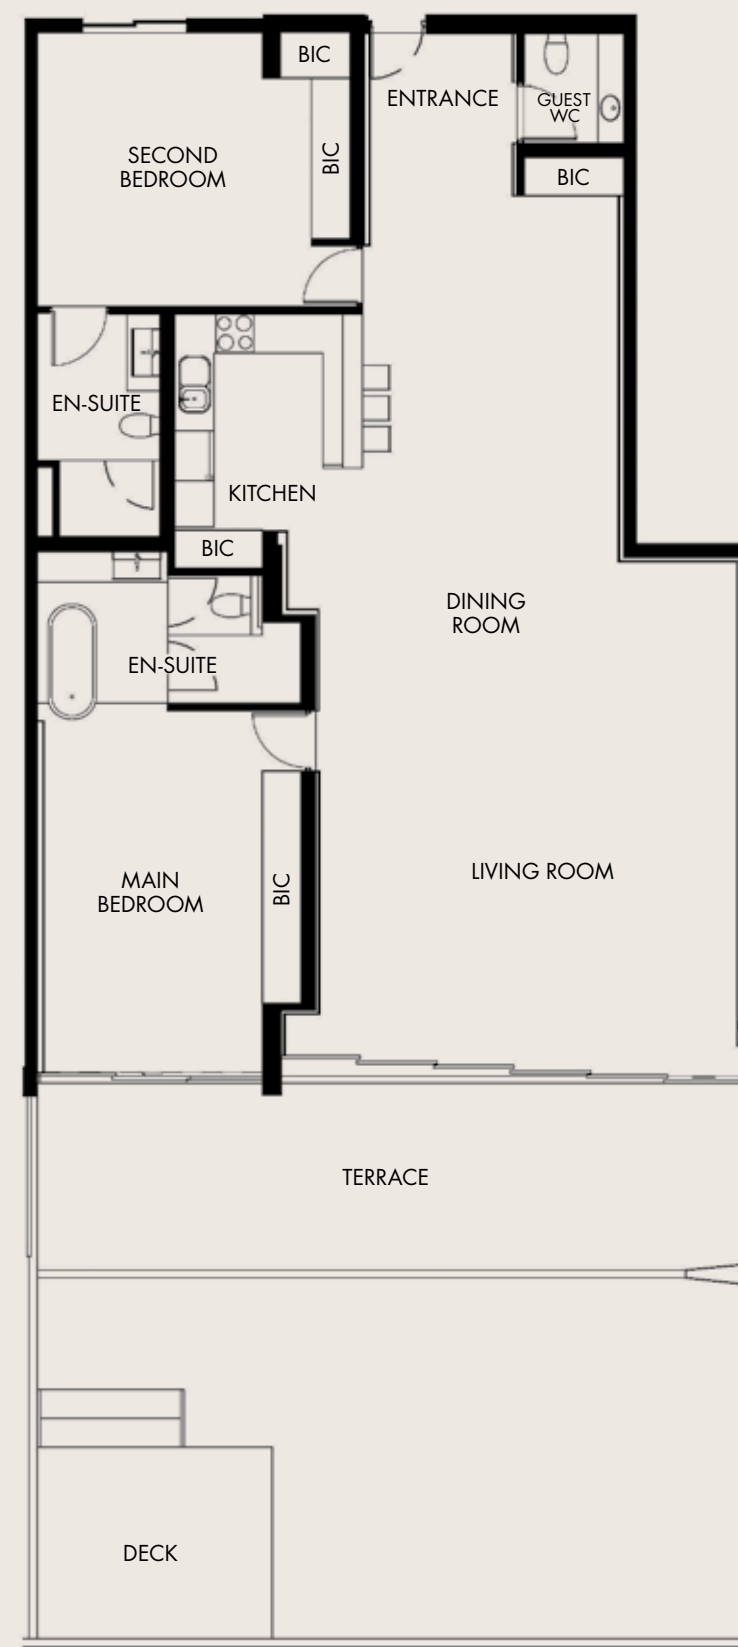 BIC
ENTRANCE
GUEST
WC
SECOND
BEDROOM
BIC
BIC
EN-SUITE
KITCHEN
BIC
DINING
ROOM
EN-SUITE
MAIN
BEDROOM
BIC
LIVING ROOM
TERRACE
DECK